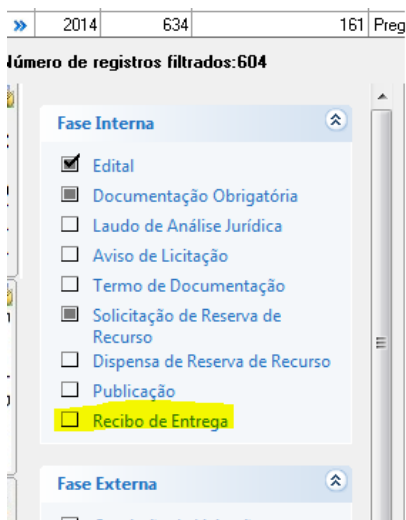 » 2014 634 161 Preg
Número de registros filtrados:604
Fase Interna
Edital
Documentação Obrigatória
Laudo de Análise Jurídica
Aviso de Licitação
Termo de Documentação
Solicitação de Reserva de
Recurso
Dispensa de Reserva de Recurso
Publicação
Recibo de Entrega
Fase Externa